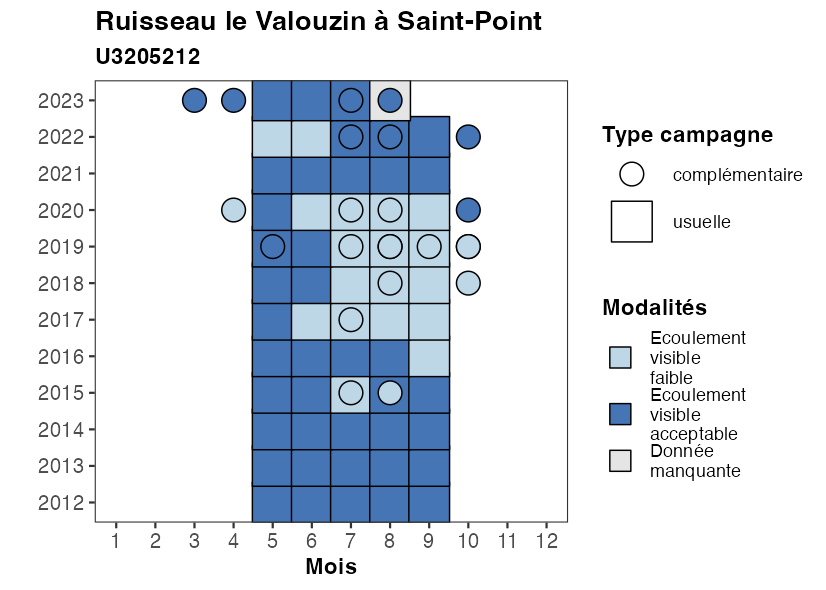 Ruisseau le Valouzin à Saint-Point
U3205212
2023
2022
2021
2020
2019
2018
2017
2016
2015
2014
2013
2012
1 2 3 4 5 6 7 8 9 10 11 12
Mois
Type campagne
complémentaire
usuelle
Modalités
Ecoulement
visible
faible
Ecoulement
visible
acceptable
Donnée
manquante